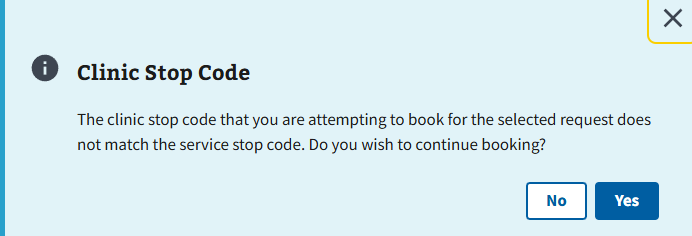 Clinic Stop Code
The clinic stop code that you are attempting to book for the selected request does
not match the service stop code. Do you wish to continue booking?
No Yes